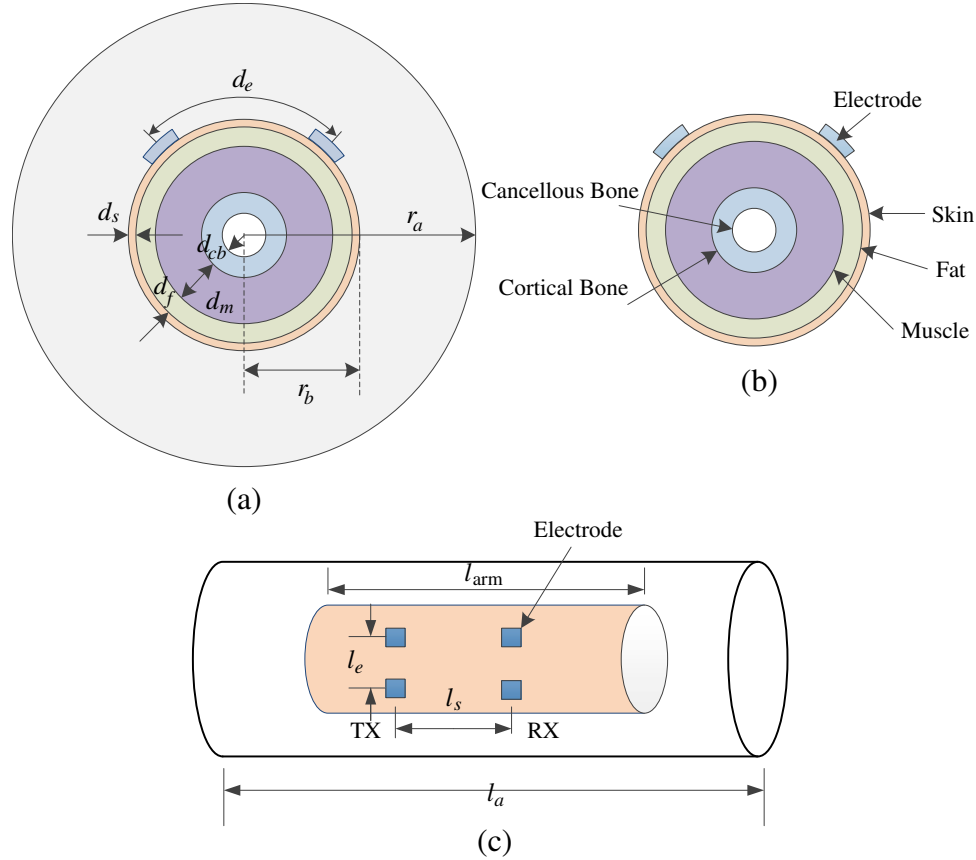 d_e
d_s
d_cb
r_a
d_f
d_m
r_b
(a)
Electrode
Cancellous Bone
Skin
Cortical Bone
Fat
Muscle
(b)
Electrode
l_arm
l_e
l_s
TX
RX
l_a
(c)